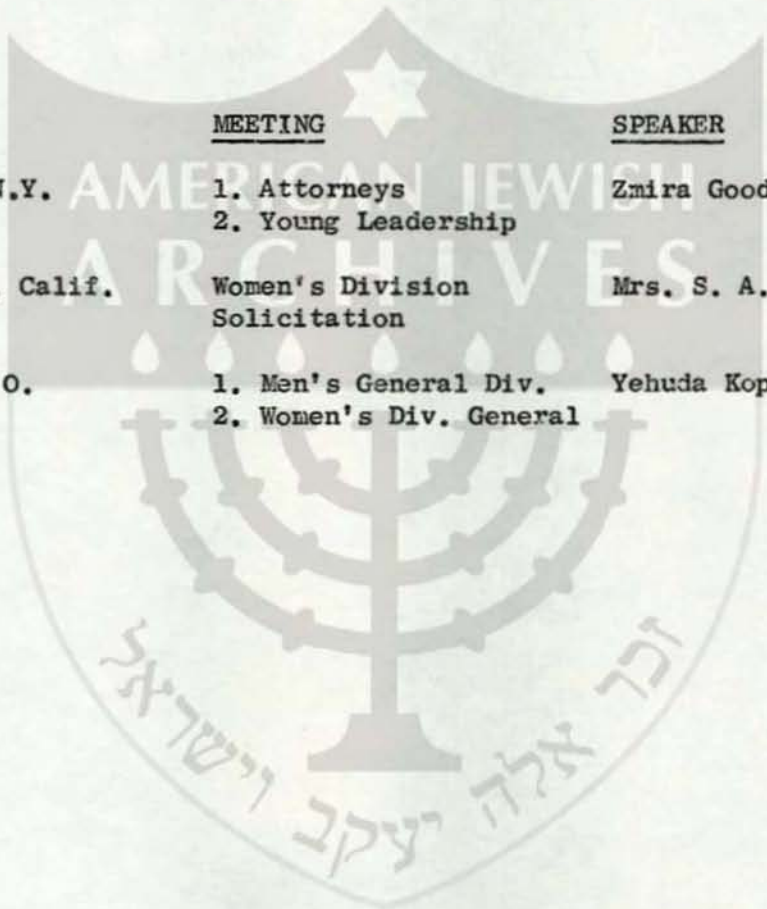 MEETING SPEAKER
N.Y. 1. Attorneys Zmira Good
2. Young Leadership
Calif. Women's Division Mrs. S. A.
Solicitation
O. 1. Men's General Div. Yehuda Kop
2. Women's Div. General
AMERICAN JEWISH
ARCHIVES
זכר אלה יעקב וישראל